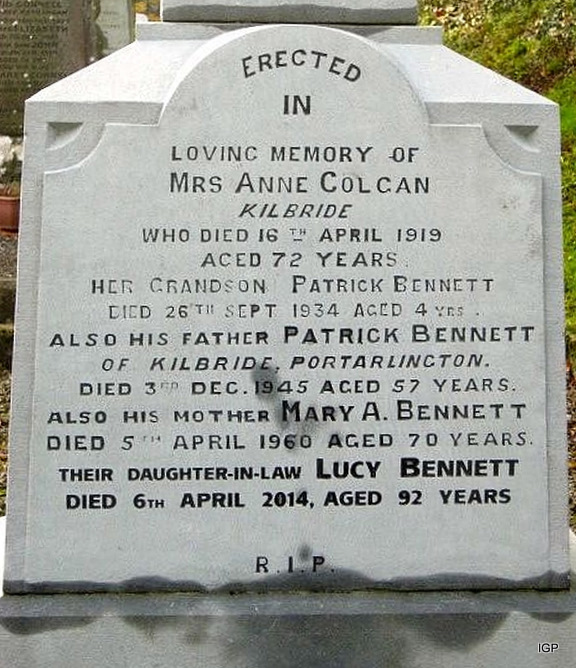 ERECTED
IN
LOVING MEMORY OF
MRS ANNE COLGAN
KILBRIDE
WHO DIED 16TH APRIL 1919
AGED 72 YEARS.
HER GRANDSON PATRICK BENNETT
DIED 26TH SEPT 1934 AGED 4 YRS.
ALSO HIS FATHER PATRICK BENNETT
OF KILBRIDE, PORTARLINGTON.
DIED 3RD DEC. 1945 AGED 57 YEARS.
ALSO HIS MOTHER MARY A. BENNETT
DIED 5TH APRIL 1960 AGED 70 YEARS.
THEIR DAUGHTER-IN-LAW LUCY BENNETT
DIED 6TH APRIL 2014, AGED 92 YEARS
R.I.P.
IGP